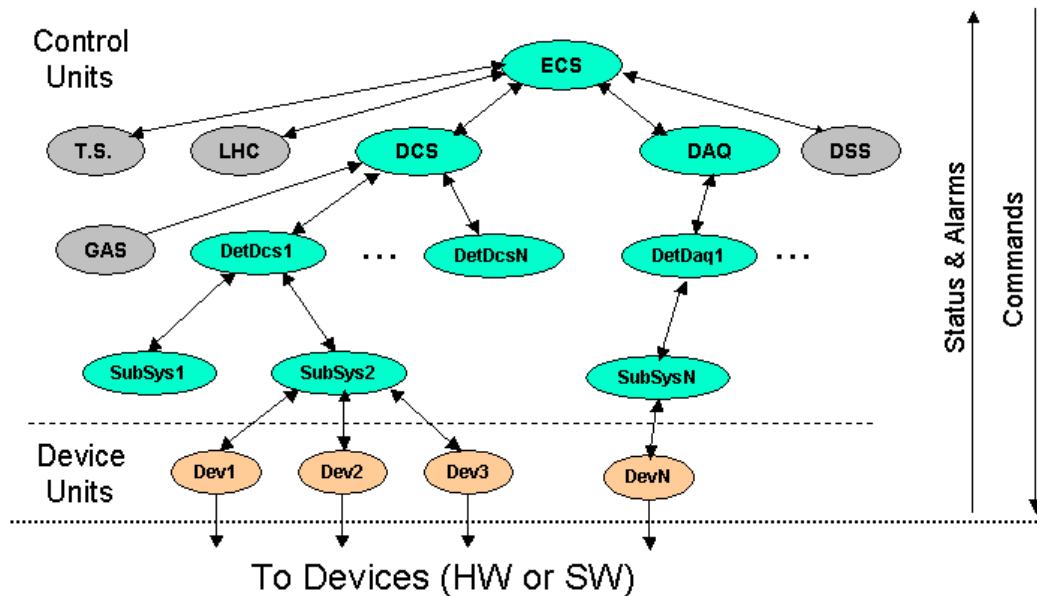 Control
Units
ECS
T.S.
LHC
DCS
DAQ
DSS
GAS
DetDcs1
...
DetDcsN
DetDaq1
...
SubSys1
SubSys2
SubSysN
Device
Units
Dev1
Dev2
Dev3
DevN
To Devices (HW or SW)
Status & Alarms
Commands